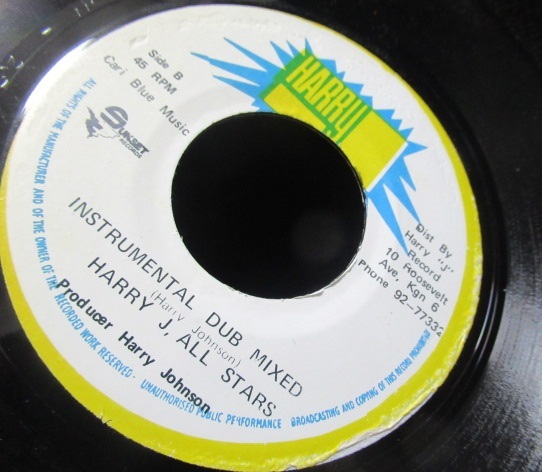 HARRY
Side B
45 RPM
Cari Blue Music
SUNSET
RECORDS
Dist By
Harry "J"
Record
10 Roosevelt
Ave, Kgn 6
Phone 92-77332
INSTRUMENTAL DUB MIXED
(Harry Johnson)
HARRY J, ALL STARS
Producer Harry Johnson
ALL RIGHTS OF THE MANUFACTURER AND OF THE OWNER OF THE RECORDED WORK RESERVED - UNAUTHORISED PUBLIC PERFORMANCE BROADCASTING AND COPYING OF THIS RECORD PROHIBITED